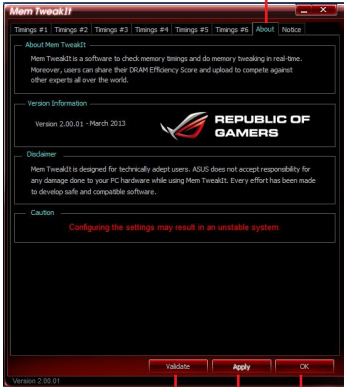 Mem TweakIt
Timings #1 Timings #2 Timings #3 Timings #4 Timings #5 Timings #6 About Notice
About Mem TweakIt
Mem TweakIt is a software to check memory timings and do memory tweaking in real-time.
Moreover, users can share their DRAM Efficiency Score and upload to compete against
other experts all over the world.
Version Information
Version 2.00.01 - March 2013
REPUBLIC OF
GAMERS
Disclaimer
Mem TweakIt is designed for technically adept users. ASUS does not accept responsibility for
any damage done to your PC hardware while using Mem TweakIt. Every effort has been made
to develop safe and compatible software.
Caution
Configuring the settings may result in an unstable system
Validate Apply OK
Version 2.00.01